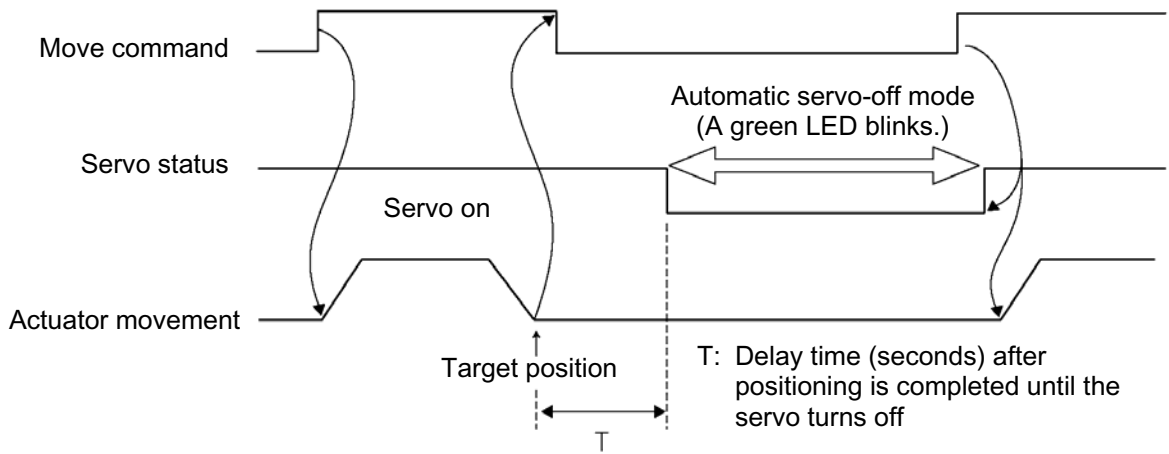 Move command
Automatic servo-off mode
(A green LED blinks.)
Servo status
Servo on
Actuator movement
Target position
T: Delay time (seconds) after
positioning is completed until the
servo turns off
T